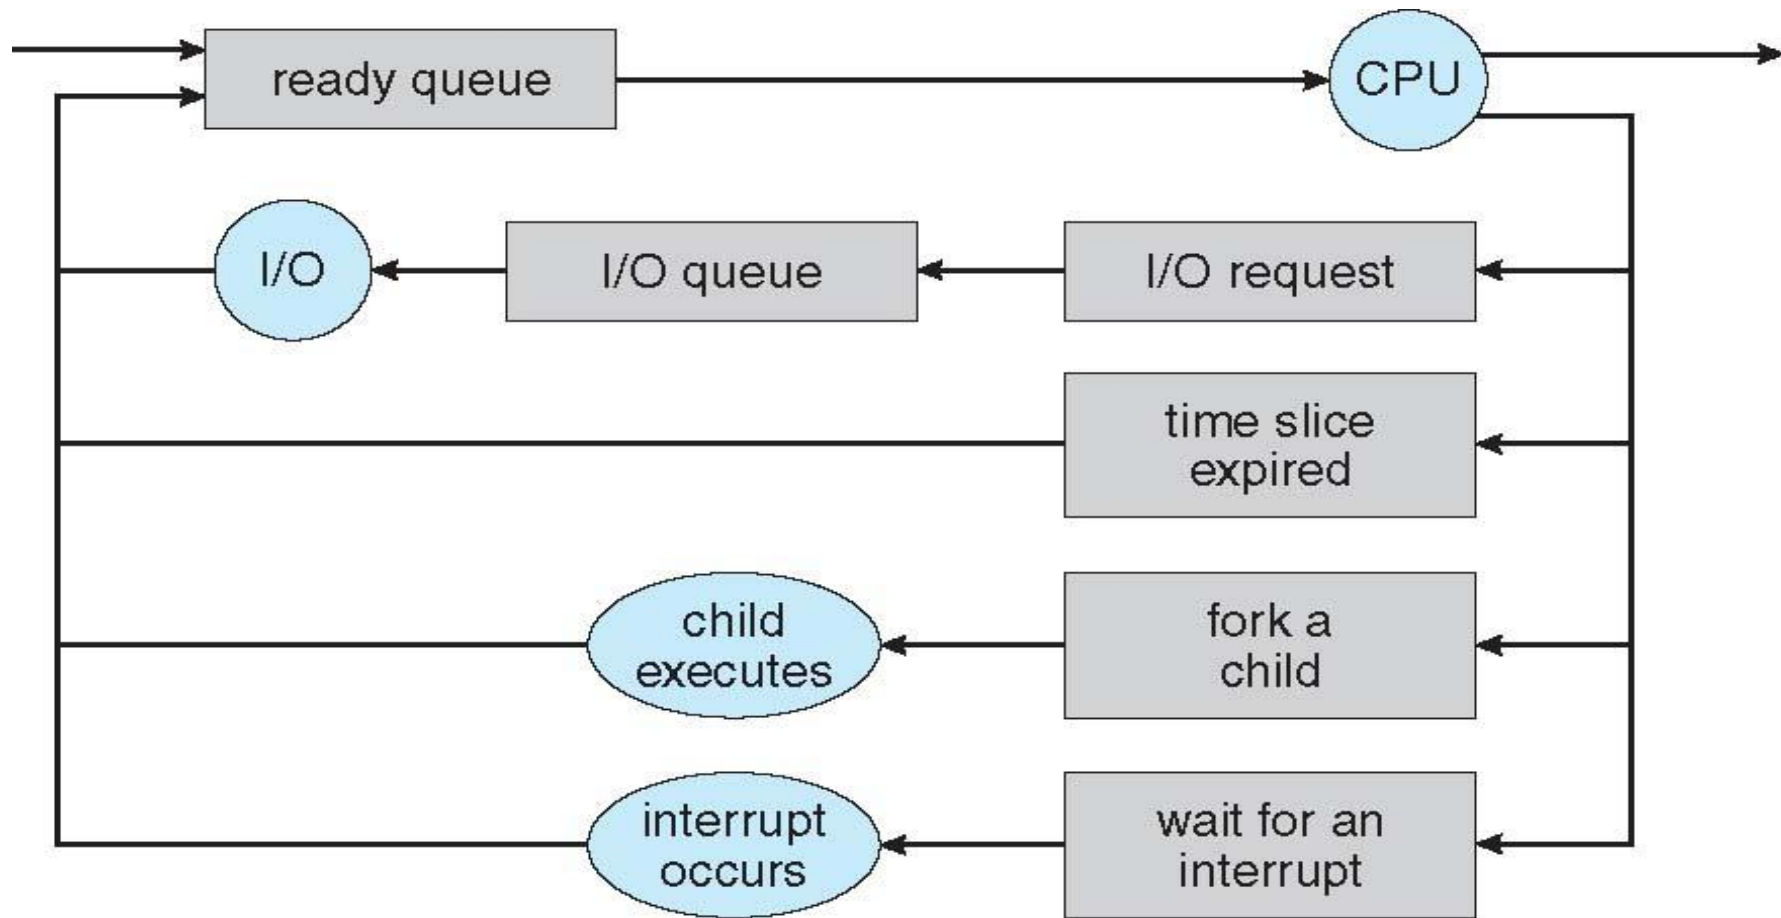 ready queue
CPU
I/O
I/O queue
I/O request
time slice
expired
child
executes
fork a
child
interrupt
occurs
wait for an
interrupt